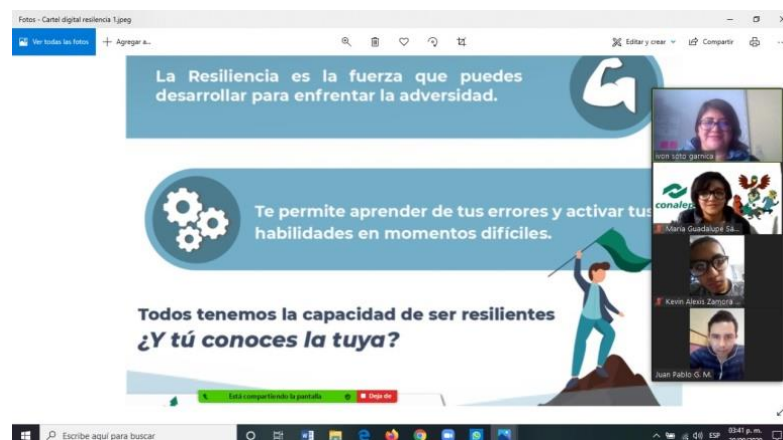 Fotos - Cartel digital resilencia 1.jpeg
Ver todas las fotos
Agregar a...
Editar y crear
Compartir
La Resiliencia es la fuerza que puedes
desarrollar para enfrentar la adversidad.
ivon soto garnica
conalep
Te permite aprender de tus errores y activar tus
habilidades en momentos difíciles.
Maria Guadalupe Sa...
Kevin Alexis Zamora ...
Todos tenemos la capacidad de ser resilientes
¿Y tú conoces la tuya?
Juan Pablo G. M.
Está compartiendo la pantalla
Deja de
Escribe aquí para buscar
ESP
03:41 p. m.